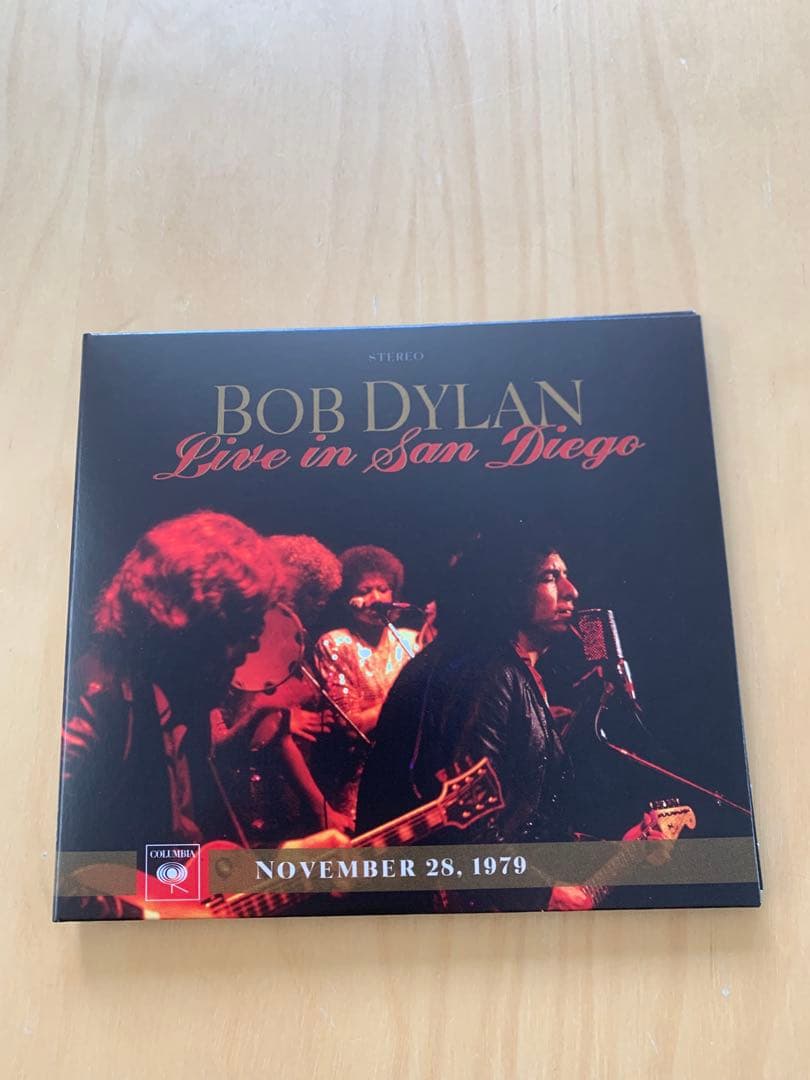 STEREO
BOB DYLAN
Live in San Diego
COLUMBIA
NOVEMBER 28, 1979